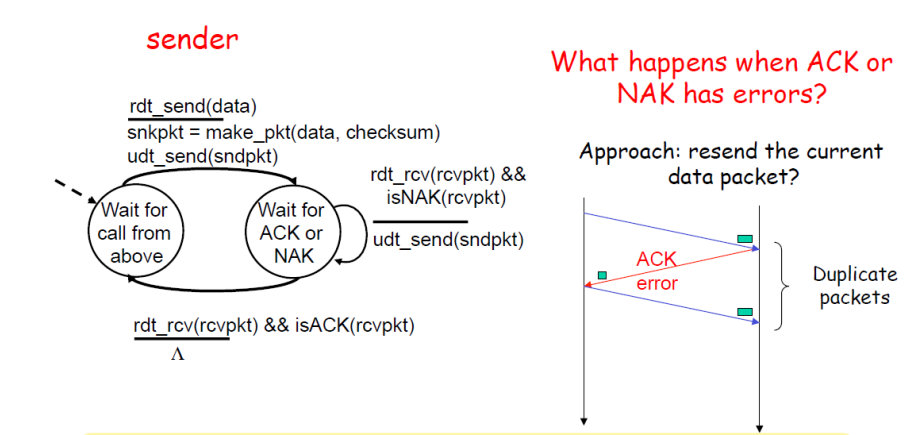 sender
rdt_send(data)
snkpkt = make_pkt(data, checksum)
udt_send(sndpkt)
Wait for
call from
above
Wait for
ACK or
NAK
rdt_rcv(rcvpkt) &&
isNAK(rcvpkt)
udt_send(sndpkt)
rdt_rcv(rcvpkt) && isACK(rcvpkt)
Λ
What happens when ACK or
NAK has errors?
Approach: resend the current
data packet?
ACK
error
Duplicate
packets